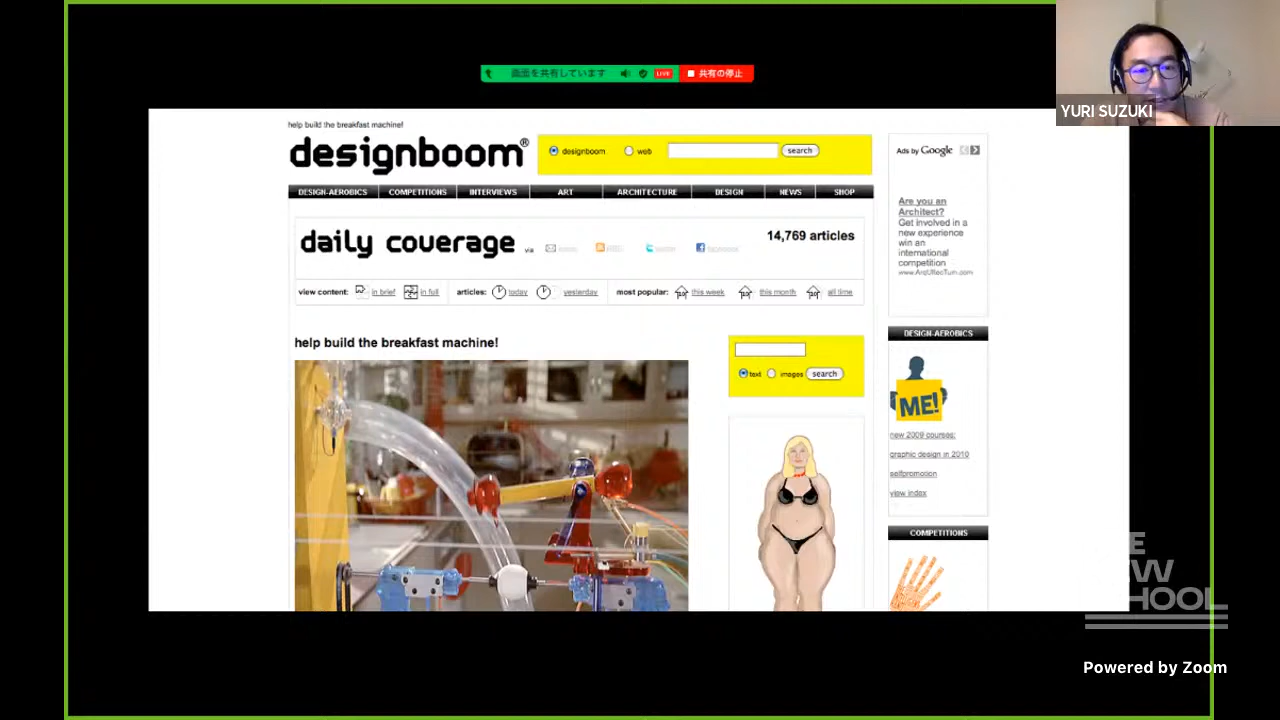 画面を共有しています LIVE 共有の停止
YURI SUZUKI
help build the breakfast machine!
designboom®
designboom web search
DESIGN-AEROBICS COMPETITIONS INTERVIEWS ART ARCHITECTURE DESIGN NEWS SHOP
daily coverage via
14,769 articles
view content: in brief in full articles: today yesterday most popular: this week this month all time
help build the breakfast machine!
text images search
Ads by Google
Are you an
Architect?
Get involved in a
new experience
win an
international
competition
www.ArqUItecTum.com
DESIGN-AEROBICS
ME!
new 2009 courses:
graphic design in 2010
selfpromotion
view index
COMPETITIONS
Powered by Zoom